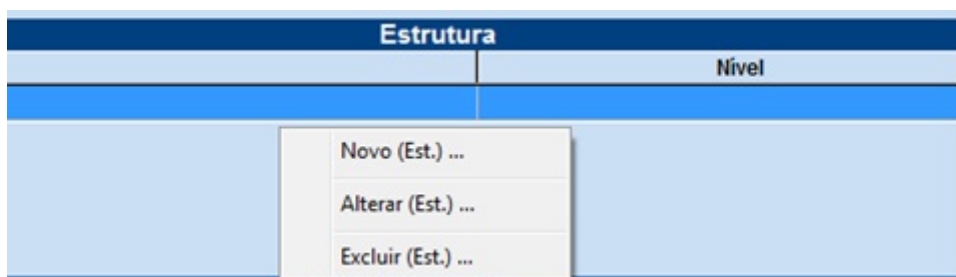 Estrutura
Nível
Novo (Est.) ...
Alterar (Est.) ...
Excluir (Est.) ...